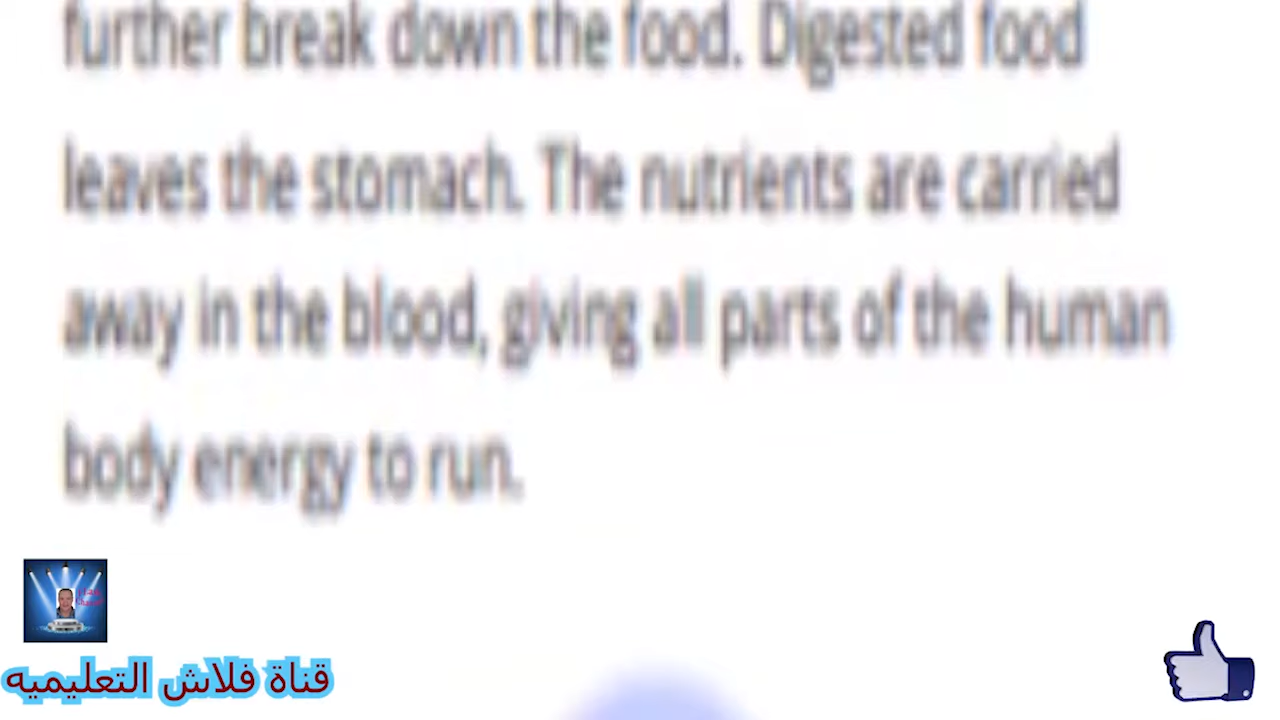 further break down the food. Digested food
leaves the stomach. The nutrients are carried
away in the blood, giving all parts of the human
body energy to run.
قناة فلاش التعليميه